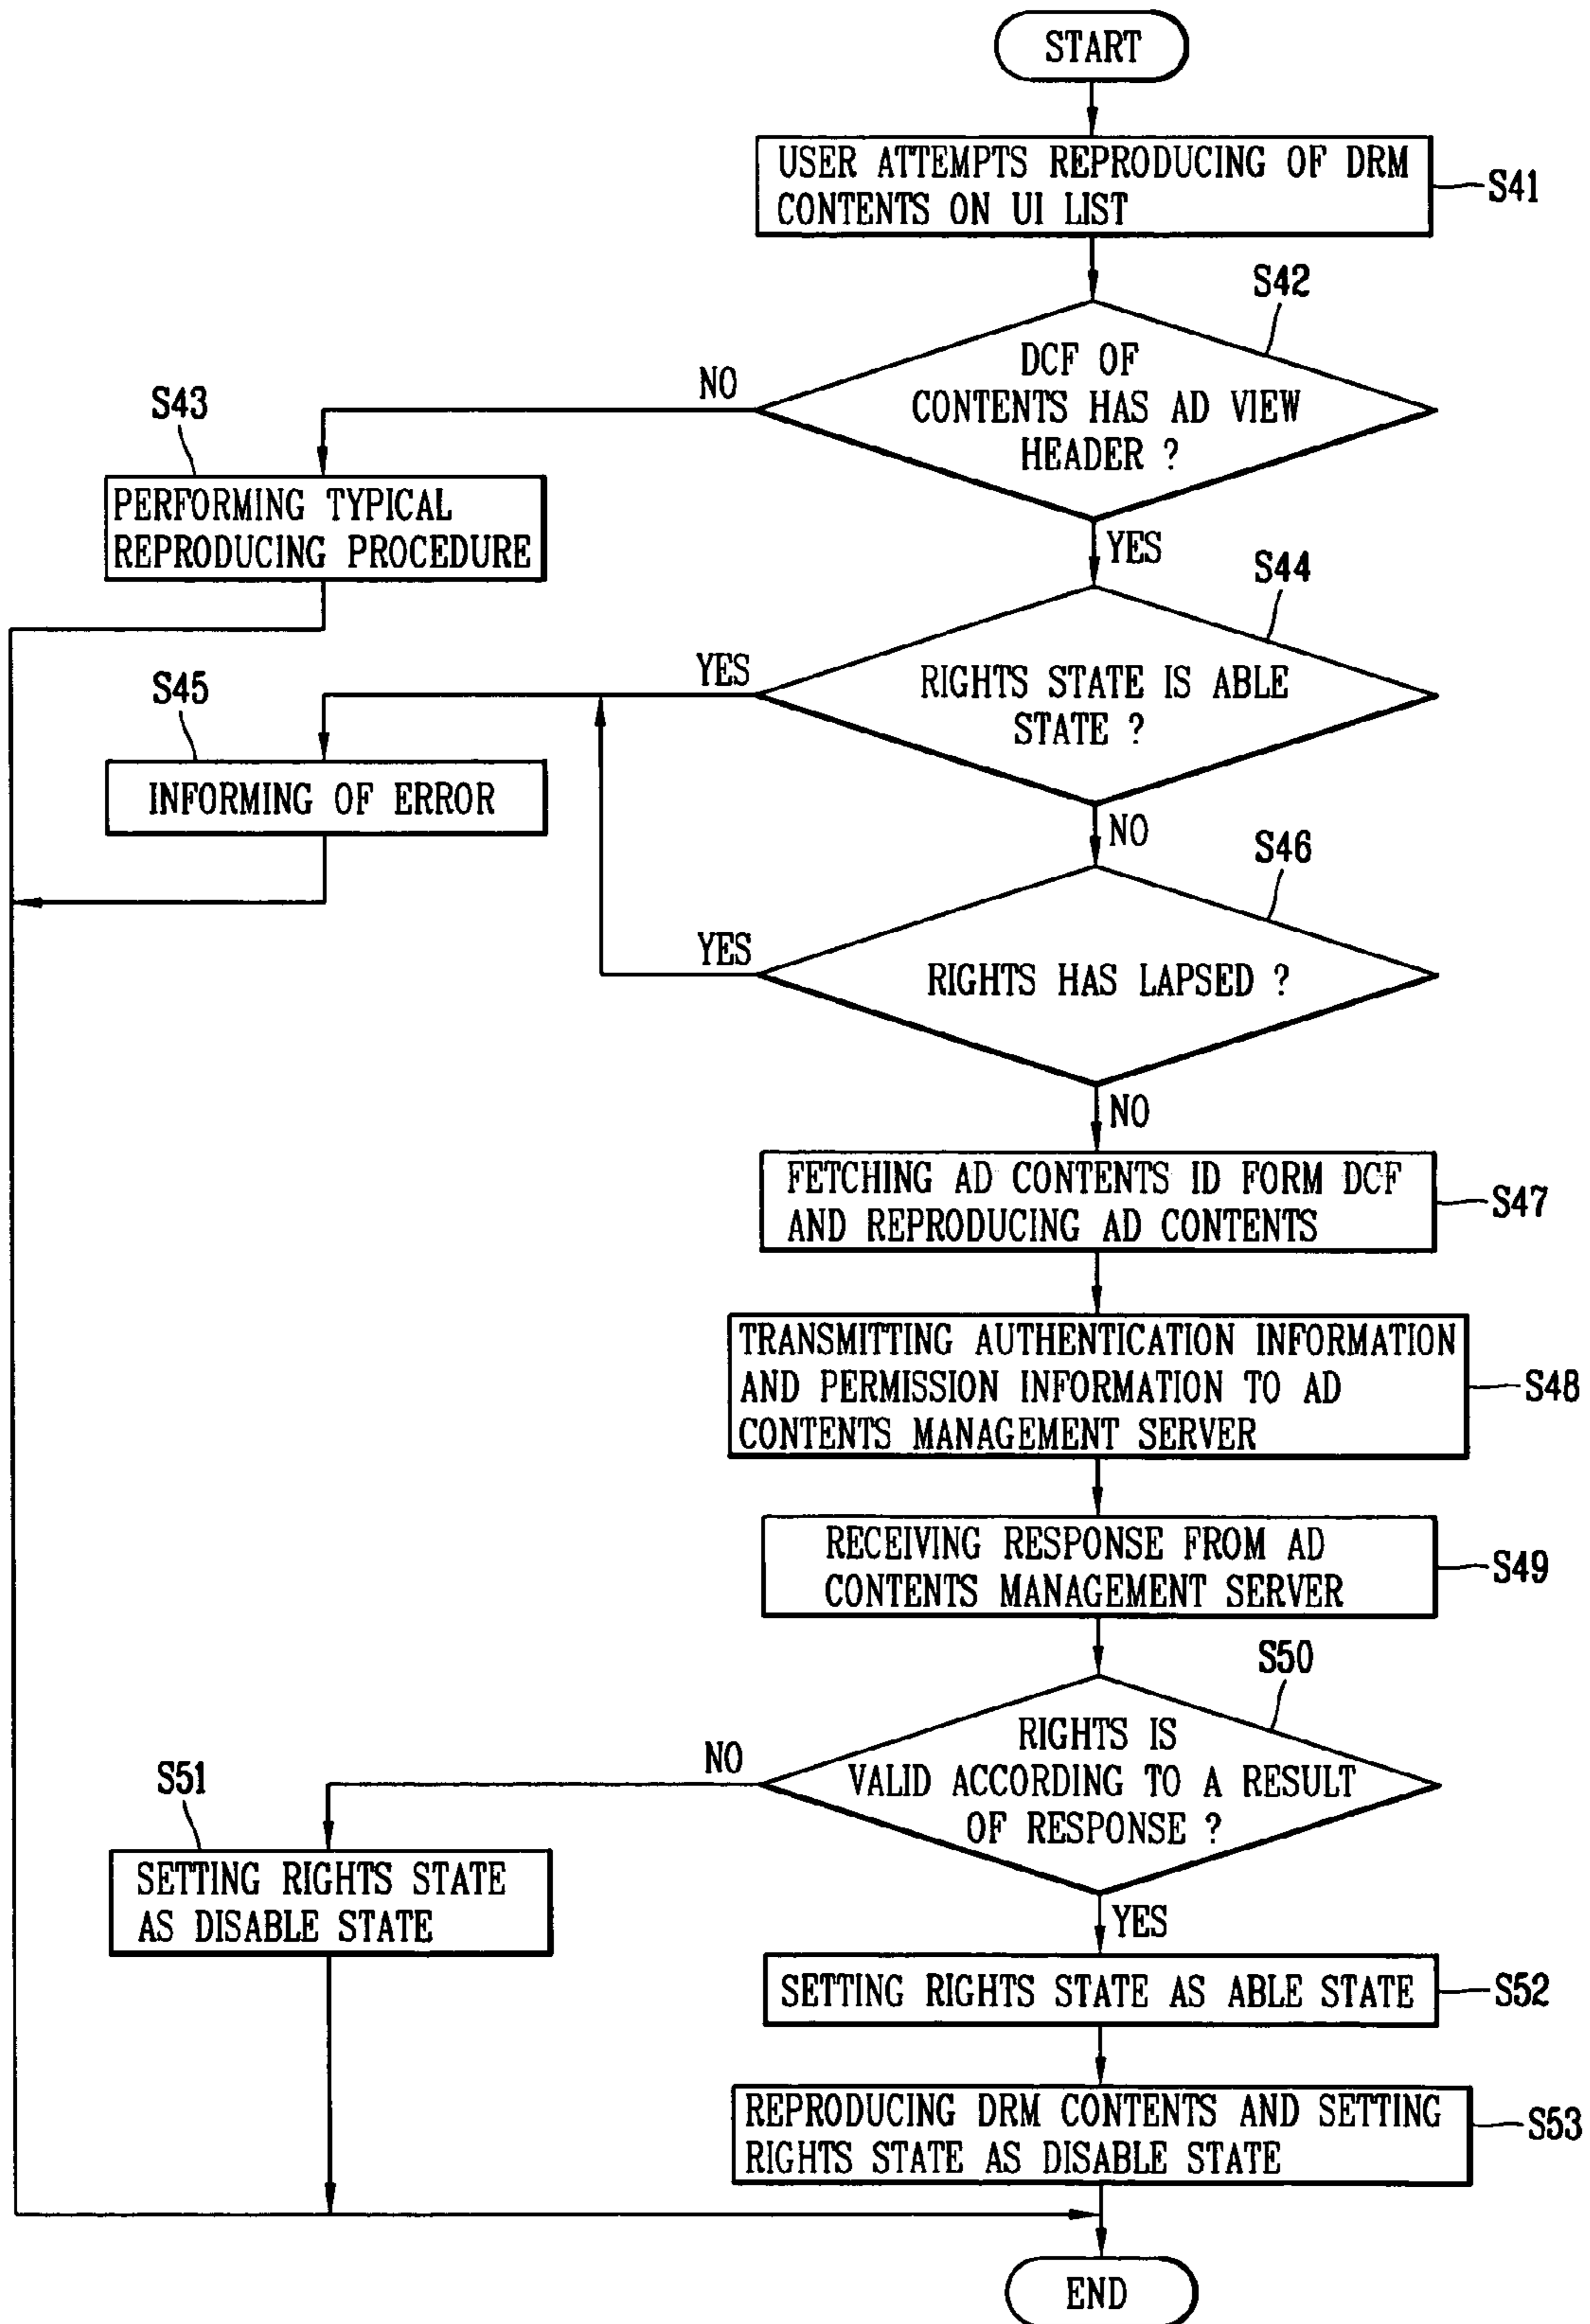 START
USER ATTEMPTS REPRODUCING OF DRM
CONTENTS ON UI LIST
S41
S42
DCF OF
CONTENTS HAS AD VIEW
HEADER ?
NO
S43
PERFORMING TYPICAL
REPRODUCING PROCEDURE
YES
S44
RIGHTS STATE IS ABLE
STATE ?
YES
S45
INFORMING OF ERROR
NO
S46
RIGHTS HAS LAPSED ?
YES
NO
FETCHING AD CONTENTS ID FORM DCF
AND REPRODUCING AD CONTENTS
S47
TRANSMITTING AUTHENTICATION INFORMATION
AND PERMISSION INFORMATION TO AD
CONTENTS MANAGEMENT SERVER
S48
RECEIVING RESPONSE FROM AD
CONTENTS MANAGEMENT SERVER
S49
S50
RIGHTS IS
VALID ACCORDING TO A RESULT
OF RESPONSE ?
NO
S51
SETTING RIGHTS STATE
AS DISABLE STATE
YES
SETTING RIGHTS STATE AS ABLE STATE
S52
REPRODUCING DRM CONTENTS AND SETTING
RIGHTS STATE AS DISABLE STATE
S53
END